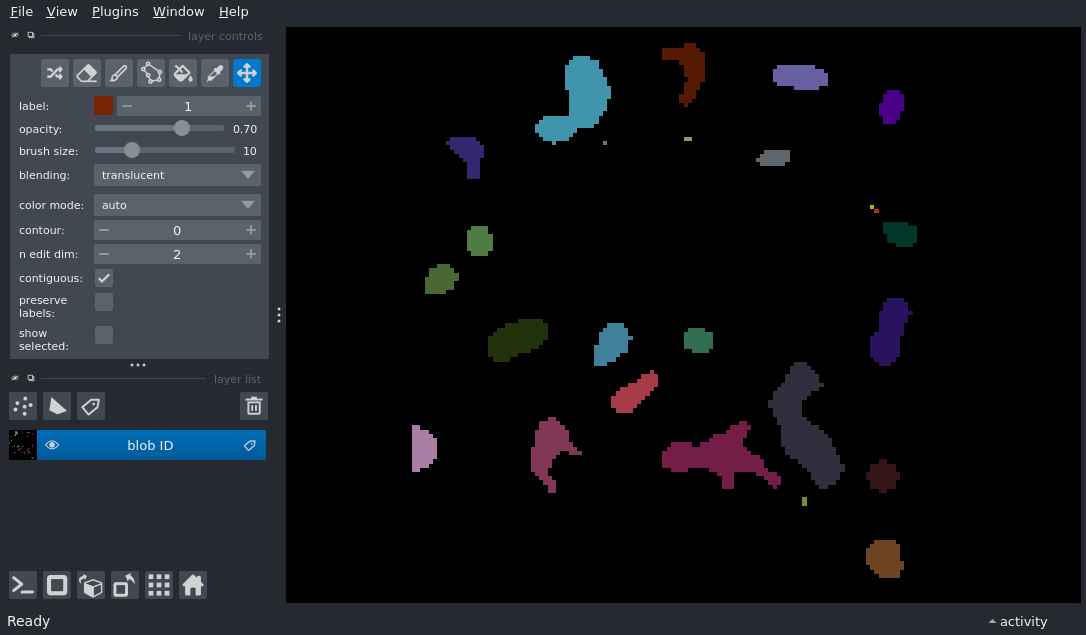 File View Plugins Window Help
layer controls
label: 1
opacity: 0.70
brush size: 10
blending: translucent
color mode: auto
contour: 0
n edit dim: 2
contiguous:
preserve
labels:
show
selected:
layer list
blob ID
Ready
activity